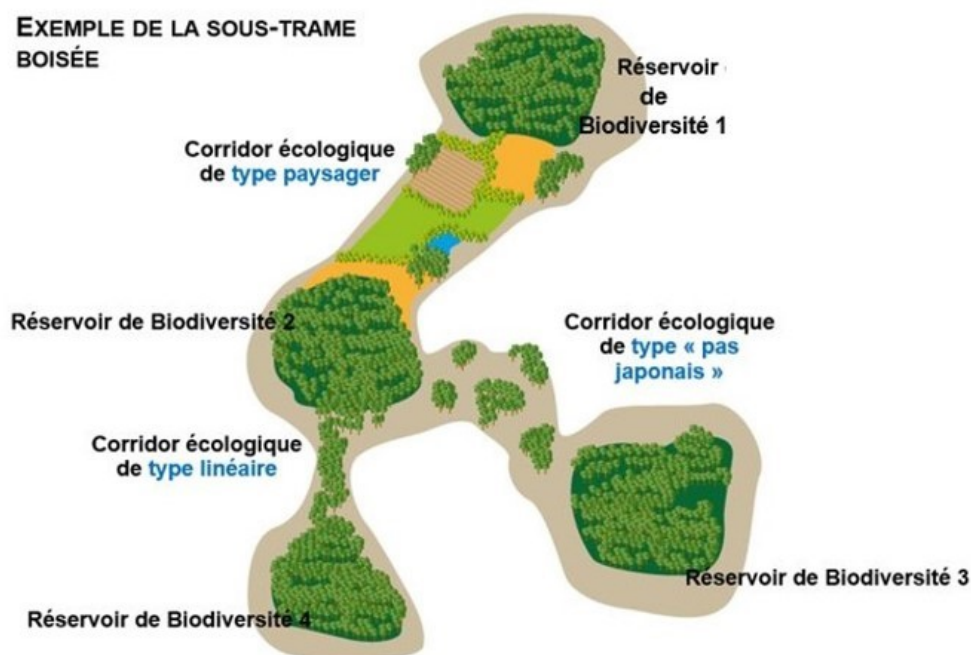 EXEMPLE DE LA SOUS-TRAME
BOISÉE
Réservoir
de
Biodiversité 1
Corridor écologique
de type paysager
Réservoir de Biodiversité 2
Corridor écologique
de type « pas
japonais »
Corridor écologique
de type linéaire
Réservoir de Biodiversité 3
Réservoir de Biodiversité 4